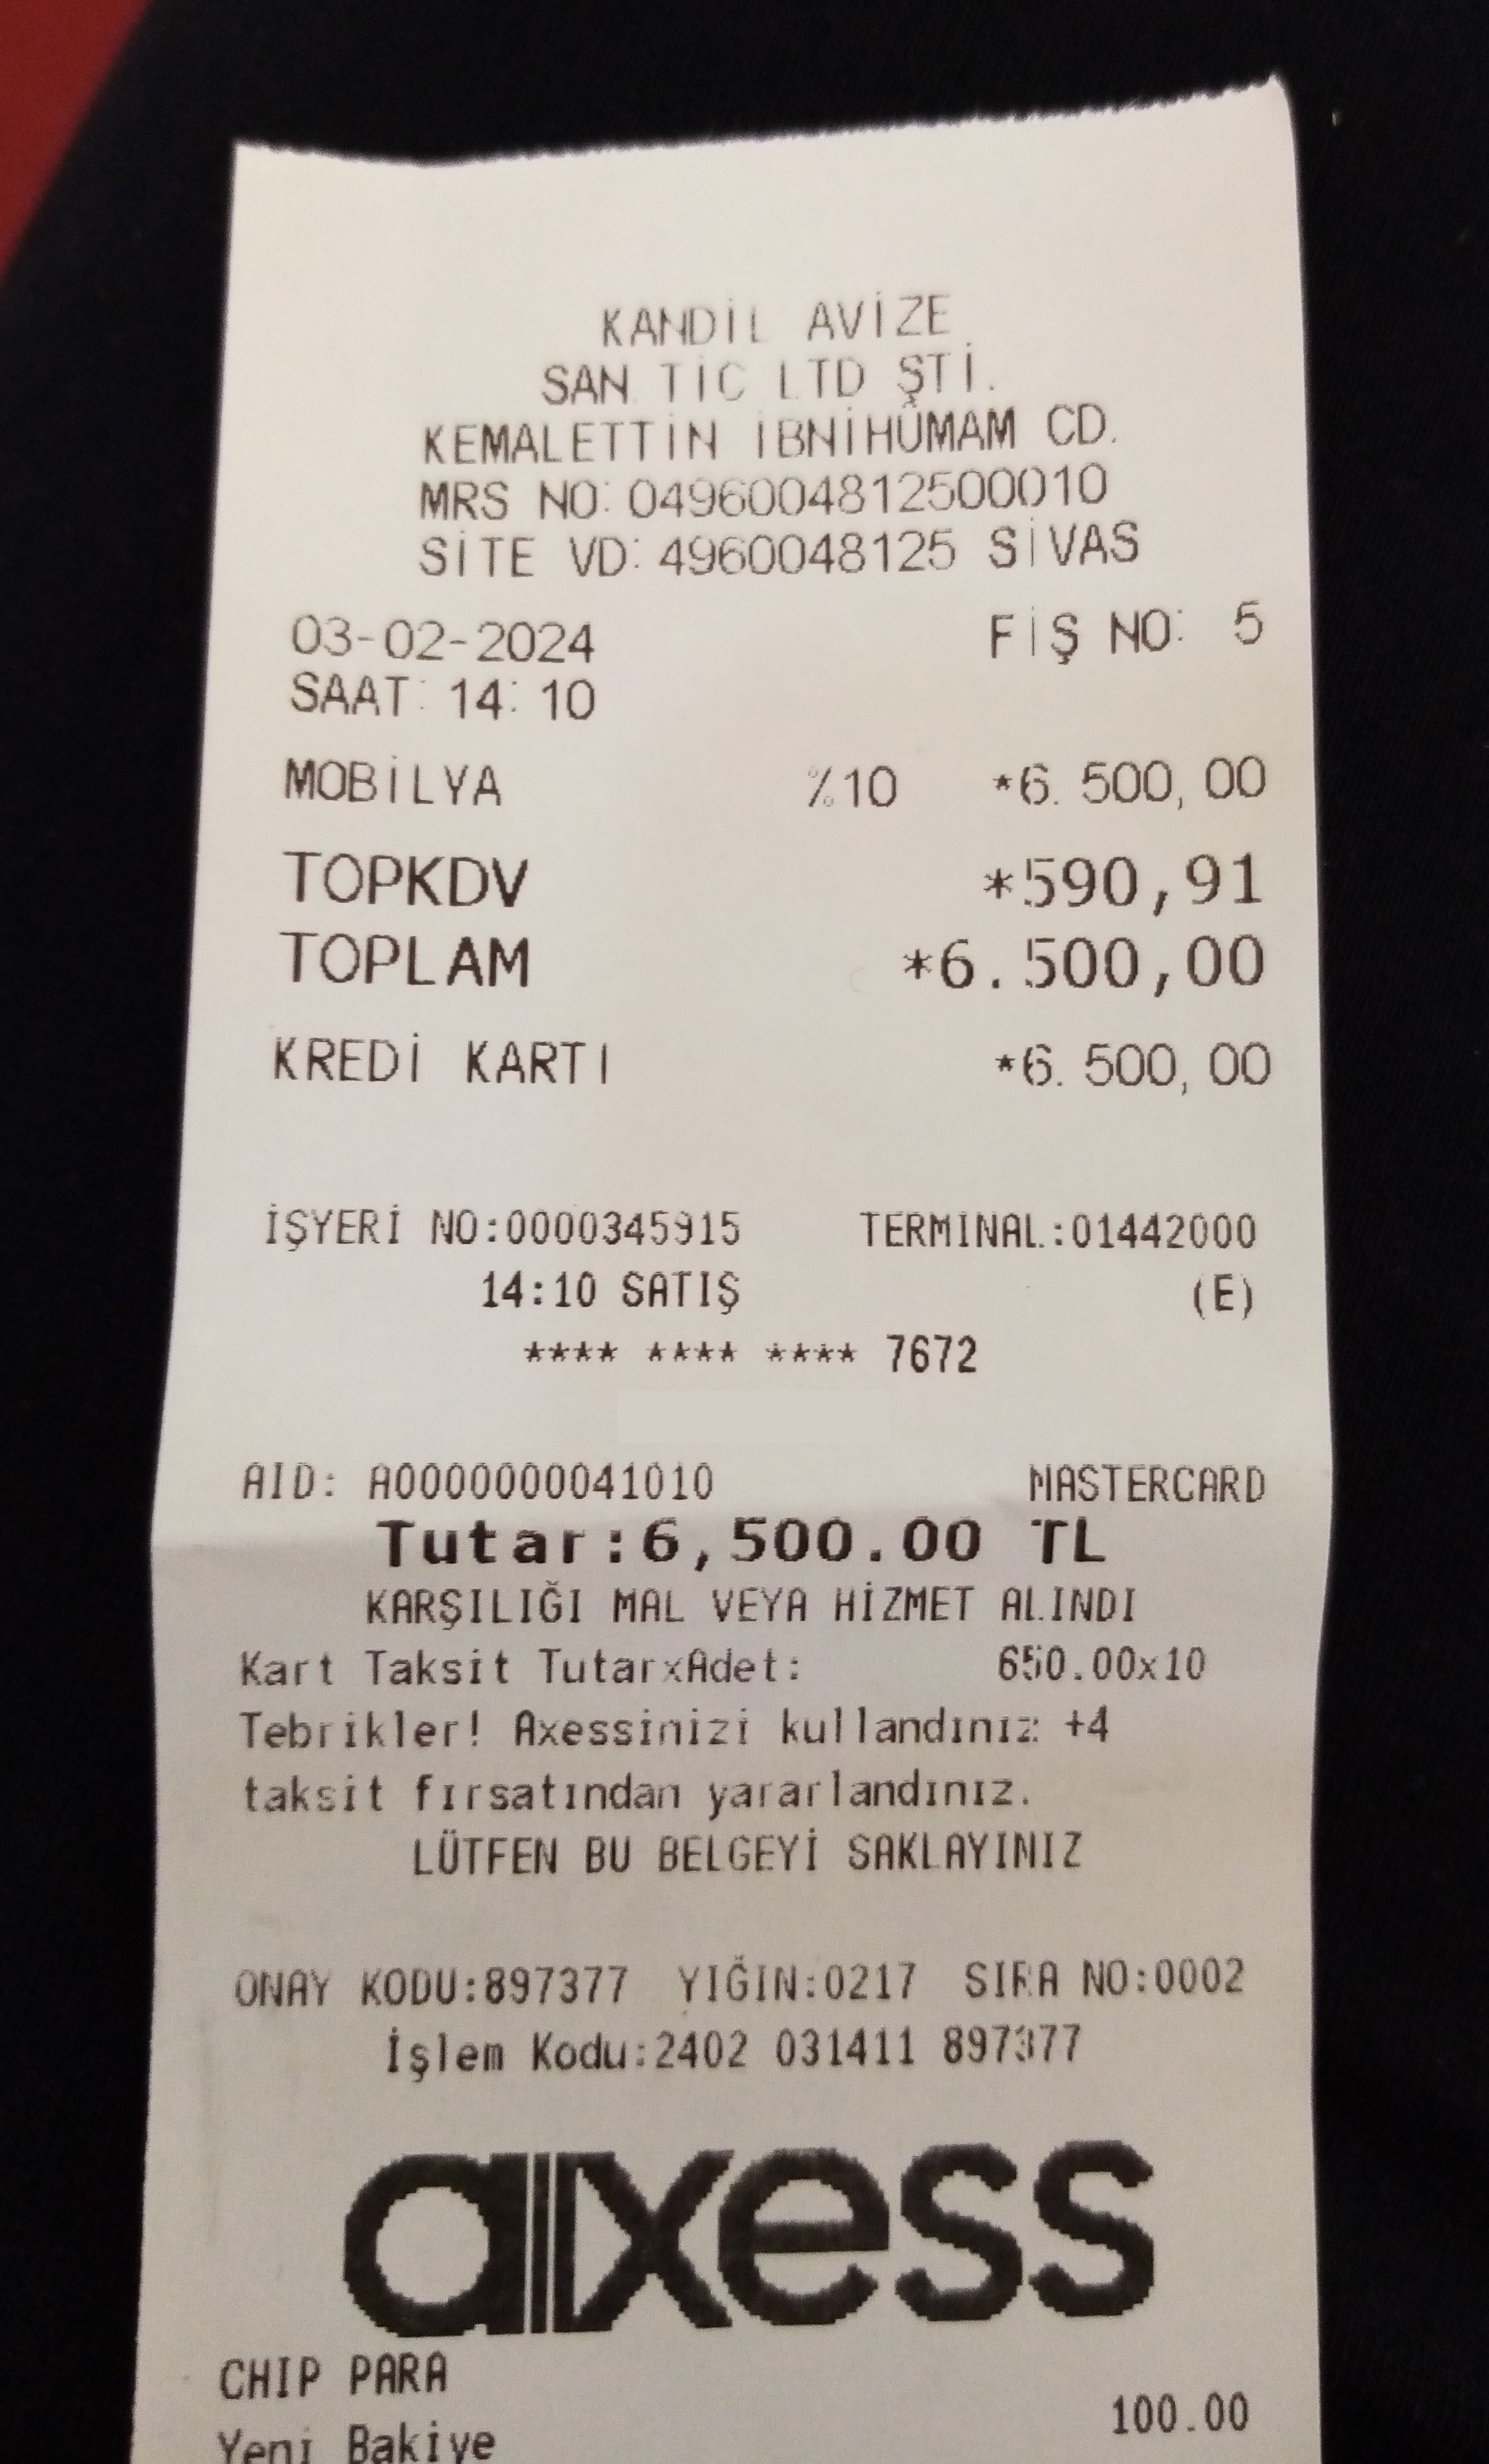 KANDİL AVİZE
SAN TİC LTD ŞTİ.
KEMALETTİN İBNİHÜMAM CD.
MRS NO: 0496004812500010
SİTE VD: 4960048125 SİVAS
03-02-2024 FİŞ NO: 5
SAAT: 14:10
MOBİLYA %10 *6.500,00
TOPKDV *590,91
TOPLAM *6.500,00
KREDİ KARTI *6.500,00
İŞYERİ NO:0000345915 TERMINAL:01442000
14:10 SATIŞ (E)
**** **** **** 7672
AID: A0000000041010 MASTERCARD
Tutar:6,500.00 TL
KARŞILIĞI MAL VEYA HİZMET ALINDI
Kart Taksit TutarxAdet: 650.00x10
Tebrikler! Axessinizi kullandınız +4
taksit fırsatından yararlandınız.
LÜTFEN BU BELGEYİ SAKLAYINIZ
ONAY KODU:897377 YIĞIN:0217 SIRA NO:0002
İşlem Kodu:2402 031411 897377
axess
CHIP PARA
Yeni Bakiye 100.00